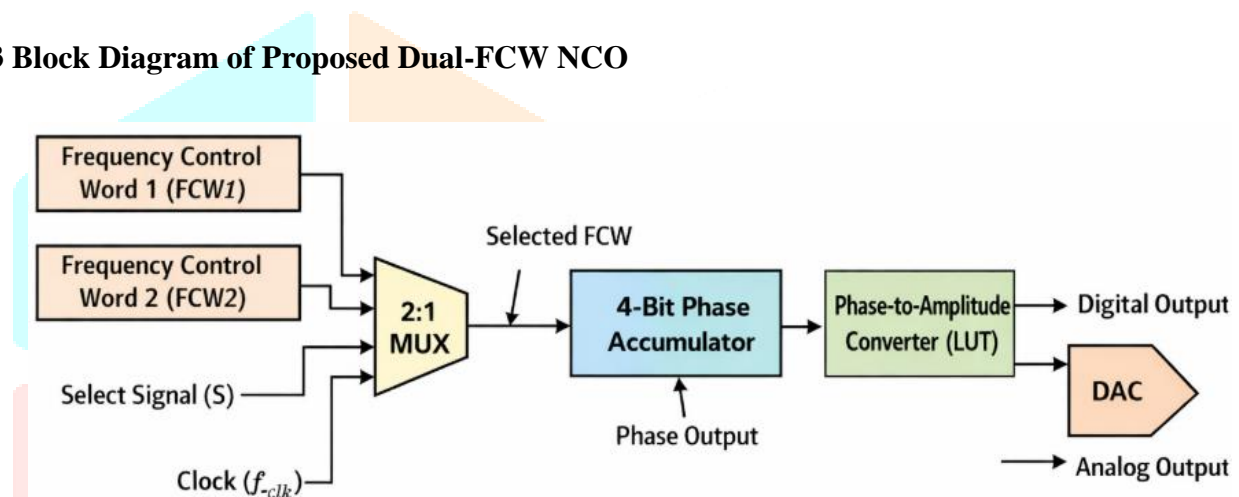 3 Block Diagram of Proposed Dual-FCW NCO
Frequency Control
Word 1 (FCW1)
Frequency Control
Word 2 (FCW2)
Select Signal (S)
Clock (f-clk)
2:1
MUX
Selected FCW
4-Bit Phase
Accumulator
Phase Output
Phase-to-Amplitude
Converter (LUT)
Digital Output
DAC
Analog Output